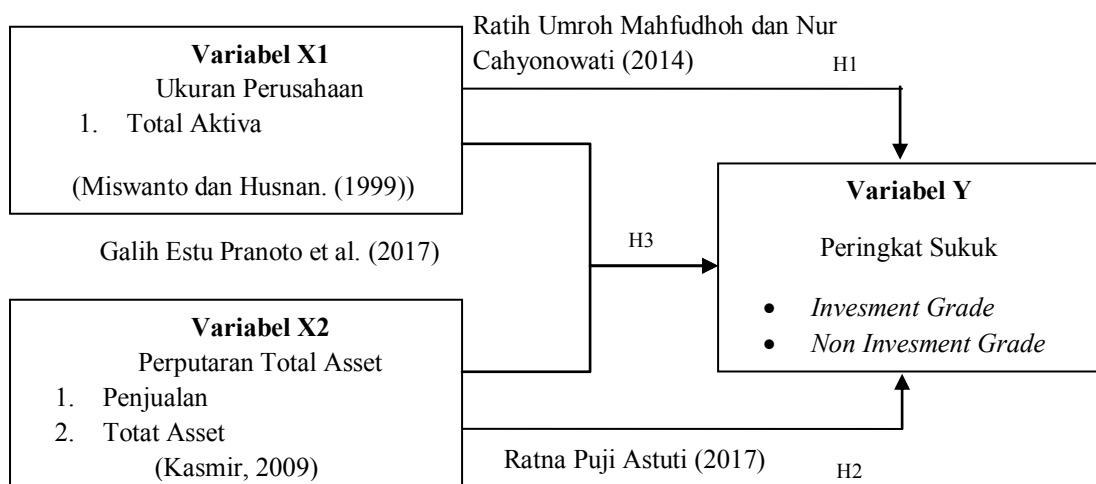 Ratih Umroh Mahfudhoh dan Nur
Cahyonowati (2014)
H1
Variabel X1
Ukuran Perusahaan
1. Total Aktiva
(Miswanto dan Husnan. (1999))
Galih Estu Pranoto et al. (2017)
H3
Variabel Y
Peringkat Sukuk
• Invesment Grade
• Non Invesment Grade
Variabel X2
Perputaran Total Asset
1. Penjualan
2. Totat Asset
(Kasmir, 2009)
Ratna Puji Astuti (2017)
H2